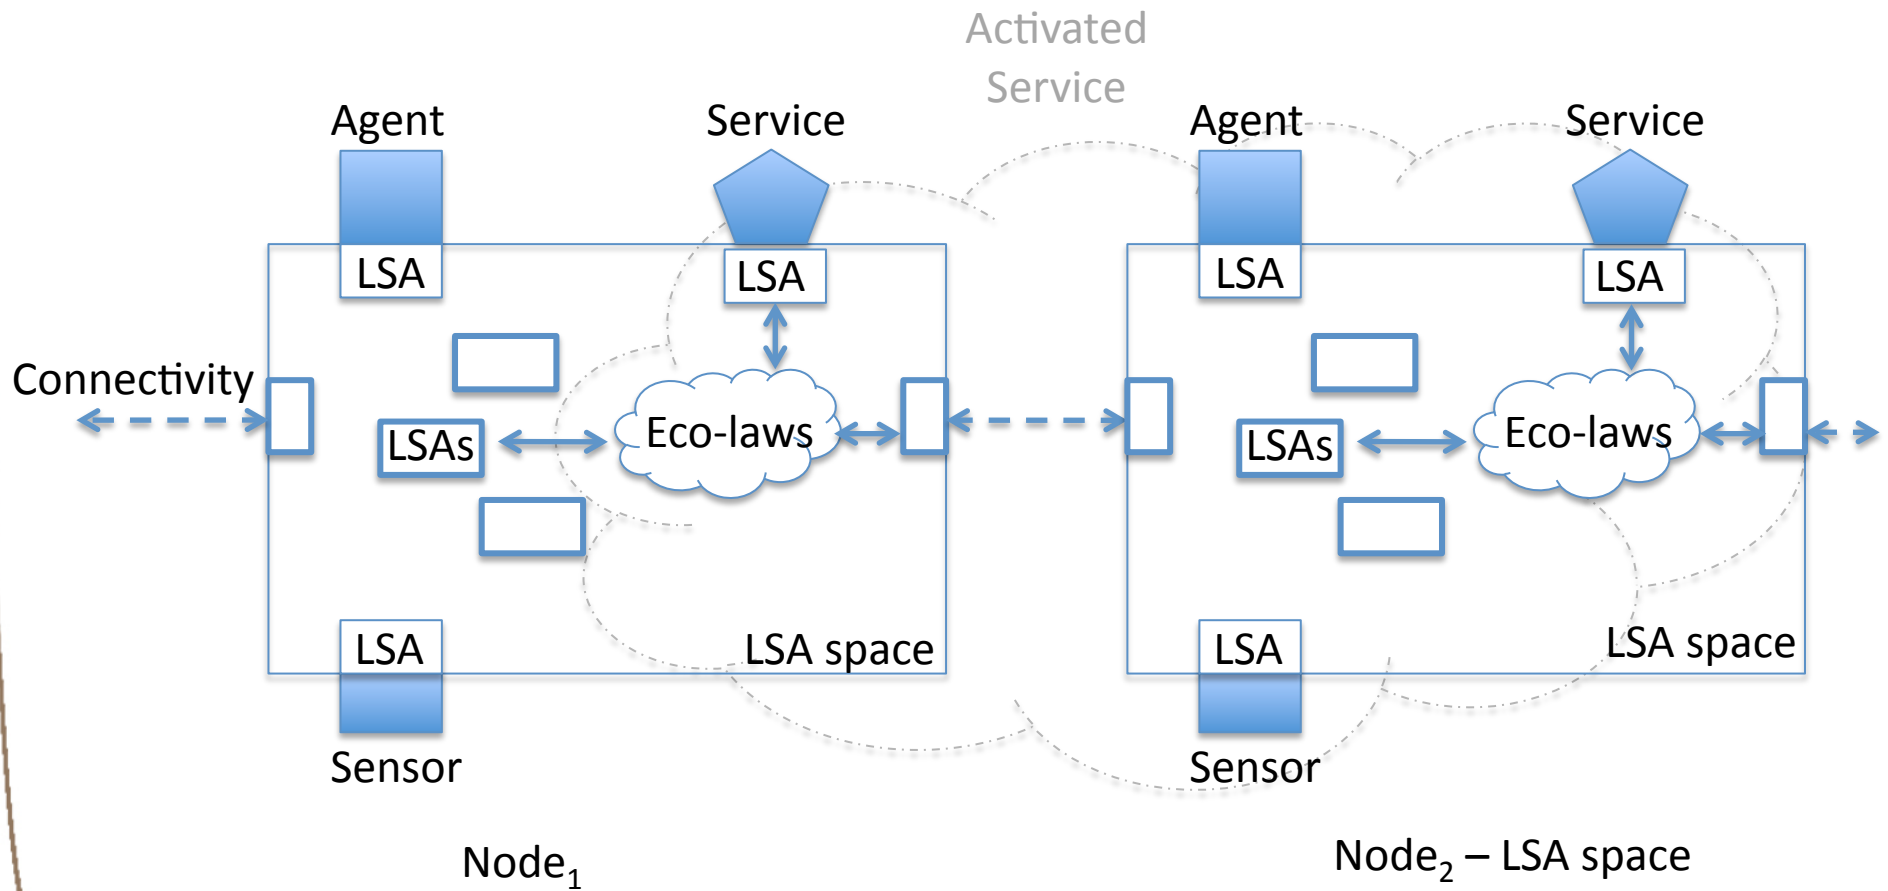 Activated
Service
Agent
Service
Agent
Service
LSA
LSA
LSA
LSA
Connectivity
LSAs
Eco-laws
LSAs
Eco-laws
LSA
LSA space
LSA
LSA space
Sensor
Sensor
Node₁
Node₂ – LSA space